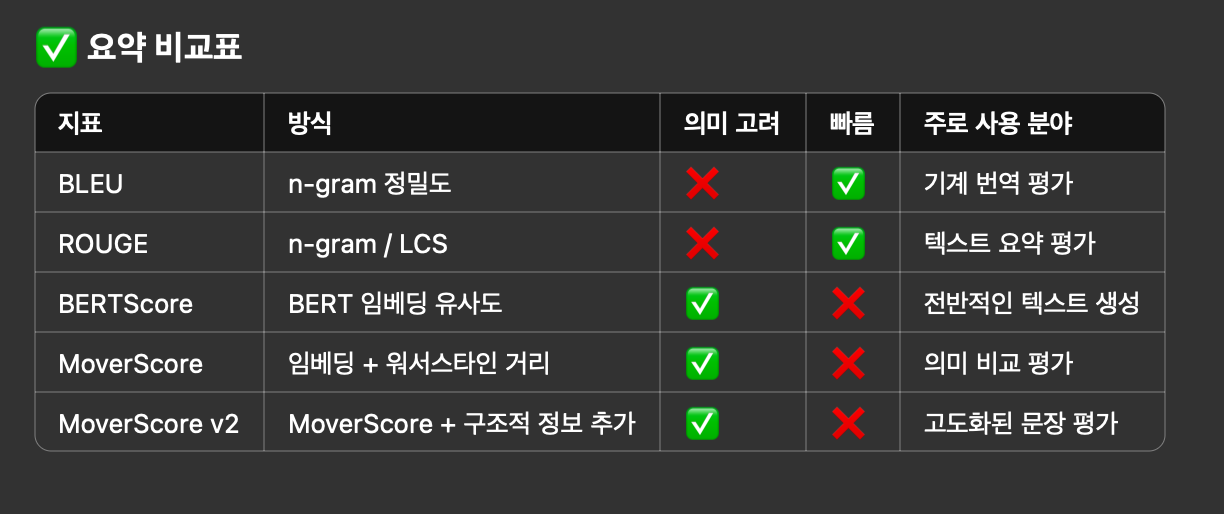 ✅ 요약 비교표
지표 방식 의미 고려 빠름 주로 사용 분야
BLEU n-gram 정밀도 ❌ ✅ 기계 번역 평가
ROUGE n-gram / LCS ❌ ✅ 텍스트 요약 평가
BERTScore BERT 임베딩 유사도 ✅ ❌ 전반적인 텍스트 생성
MoverScore 임베딩 + 워서스타인 거리 ✅ ❌ 의미 비교 평가
MoverScore v2 MoverScore + 구조적 정보 추가 ✅ ❌ 고도화된 문장 평가